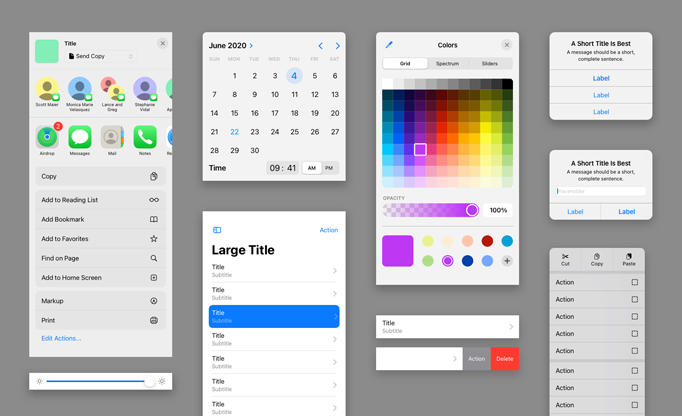 Title
Send Copy
Scott Maier
Monica Marie
Velasquez
Lance and
Greg
Stephanie
Vidal
2
Airdrop
Messages
Mail
Notes
Copy
Add to Reading List
Add Bookmark
Add to Favorites
Find on Page
Add to Home Screen
Markup
Print
Edit Actions...
June 2020
SUN MON TUE WED THU FRI SAT
1 2 3 4 5 6
7 8 9 10 11 12 13
14 15 16 17 18 19 20
21 22 23 24 25 26 27
28 29 30
Time 09 : 41 AM PM
Action
Large Title
Title
Subtitle
Title
Subtitle
Title
Subtitle
Title
Subtitle
Title
Subtitle
Title
Subtitle
Title
Colors
Grid Spectrum Sliders
OPACITY
100%
Title
Subtitle
Action Delete
A Short Title Is Best
A message should be a short,
complete sentence.
Label
Label
Label
A Short Title Is Best
A message should be a short,
complete sentence.
Placeholder
Label Label
Cut Copy Paste
Action
Action
Action
Action
Action
Action
Action
Action